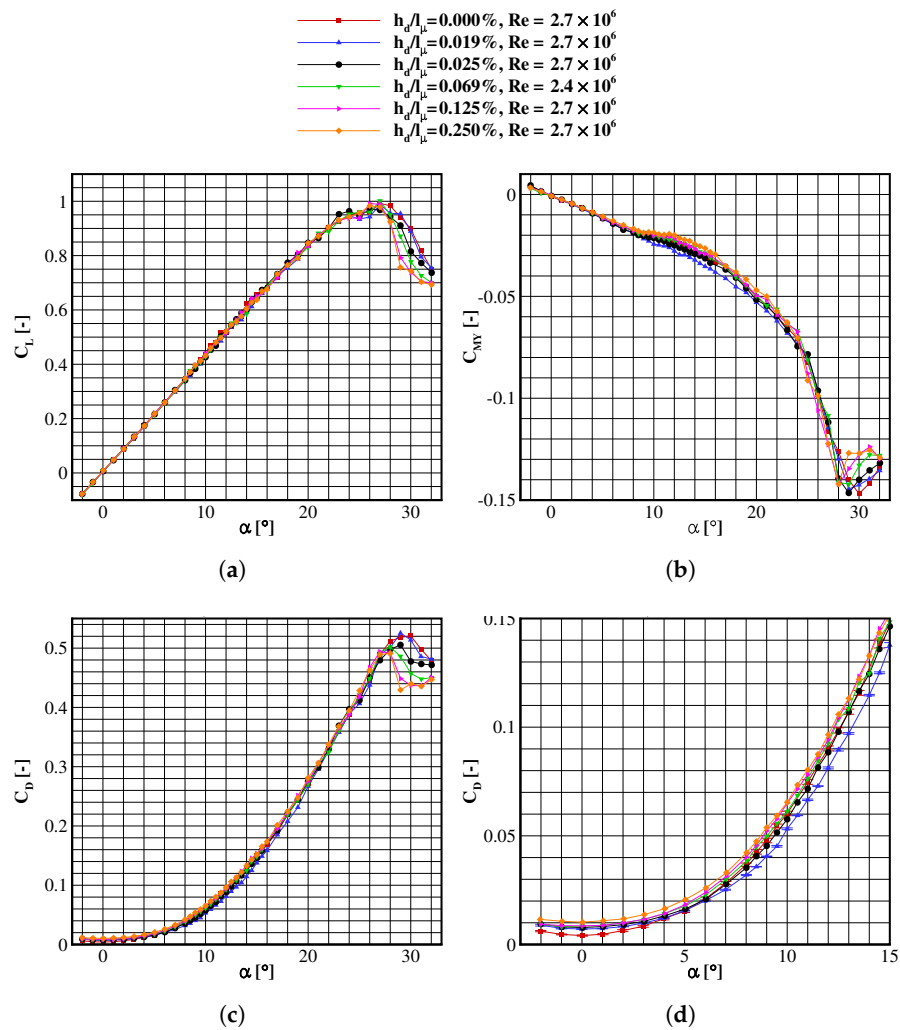 h_d/l_μ=0.000%, Re = 2.7 × 10^6
h_d/l_μ=0.019%, Re = 2.7 × 10^6
h_d/l_μ=0.025%, Re = 2.7 × 10^6
h_d/l_μ=0.069%, Re = 2.4 × 10^6
h_d/l_μ=0.125%, Re = 2.7 × 10^6
h_d/l_μ=0.250%, Re = 2.7 × 10^6
C_L [-]
1
0.8
0.6
0.4
0.2
0
0 10 20 30
α [°]
(a)
C_MY [-]
0
-0.05
-0.1
-0.15
0 10 20 30
α [°]
(b)
C_D [-]
0.5
0.4
0.3
0.2
0.1
0
0 10 20 30
α [°]
(c)
C_D [-]
0.15
0.1
0.05
0
0 5 10 15
α [°]
(d)